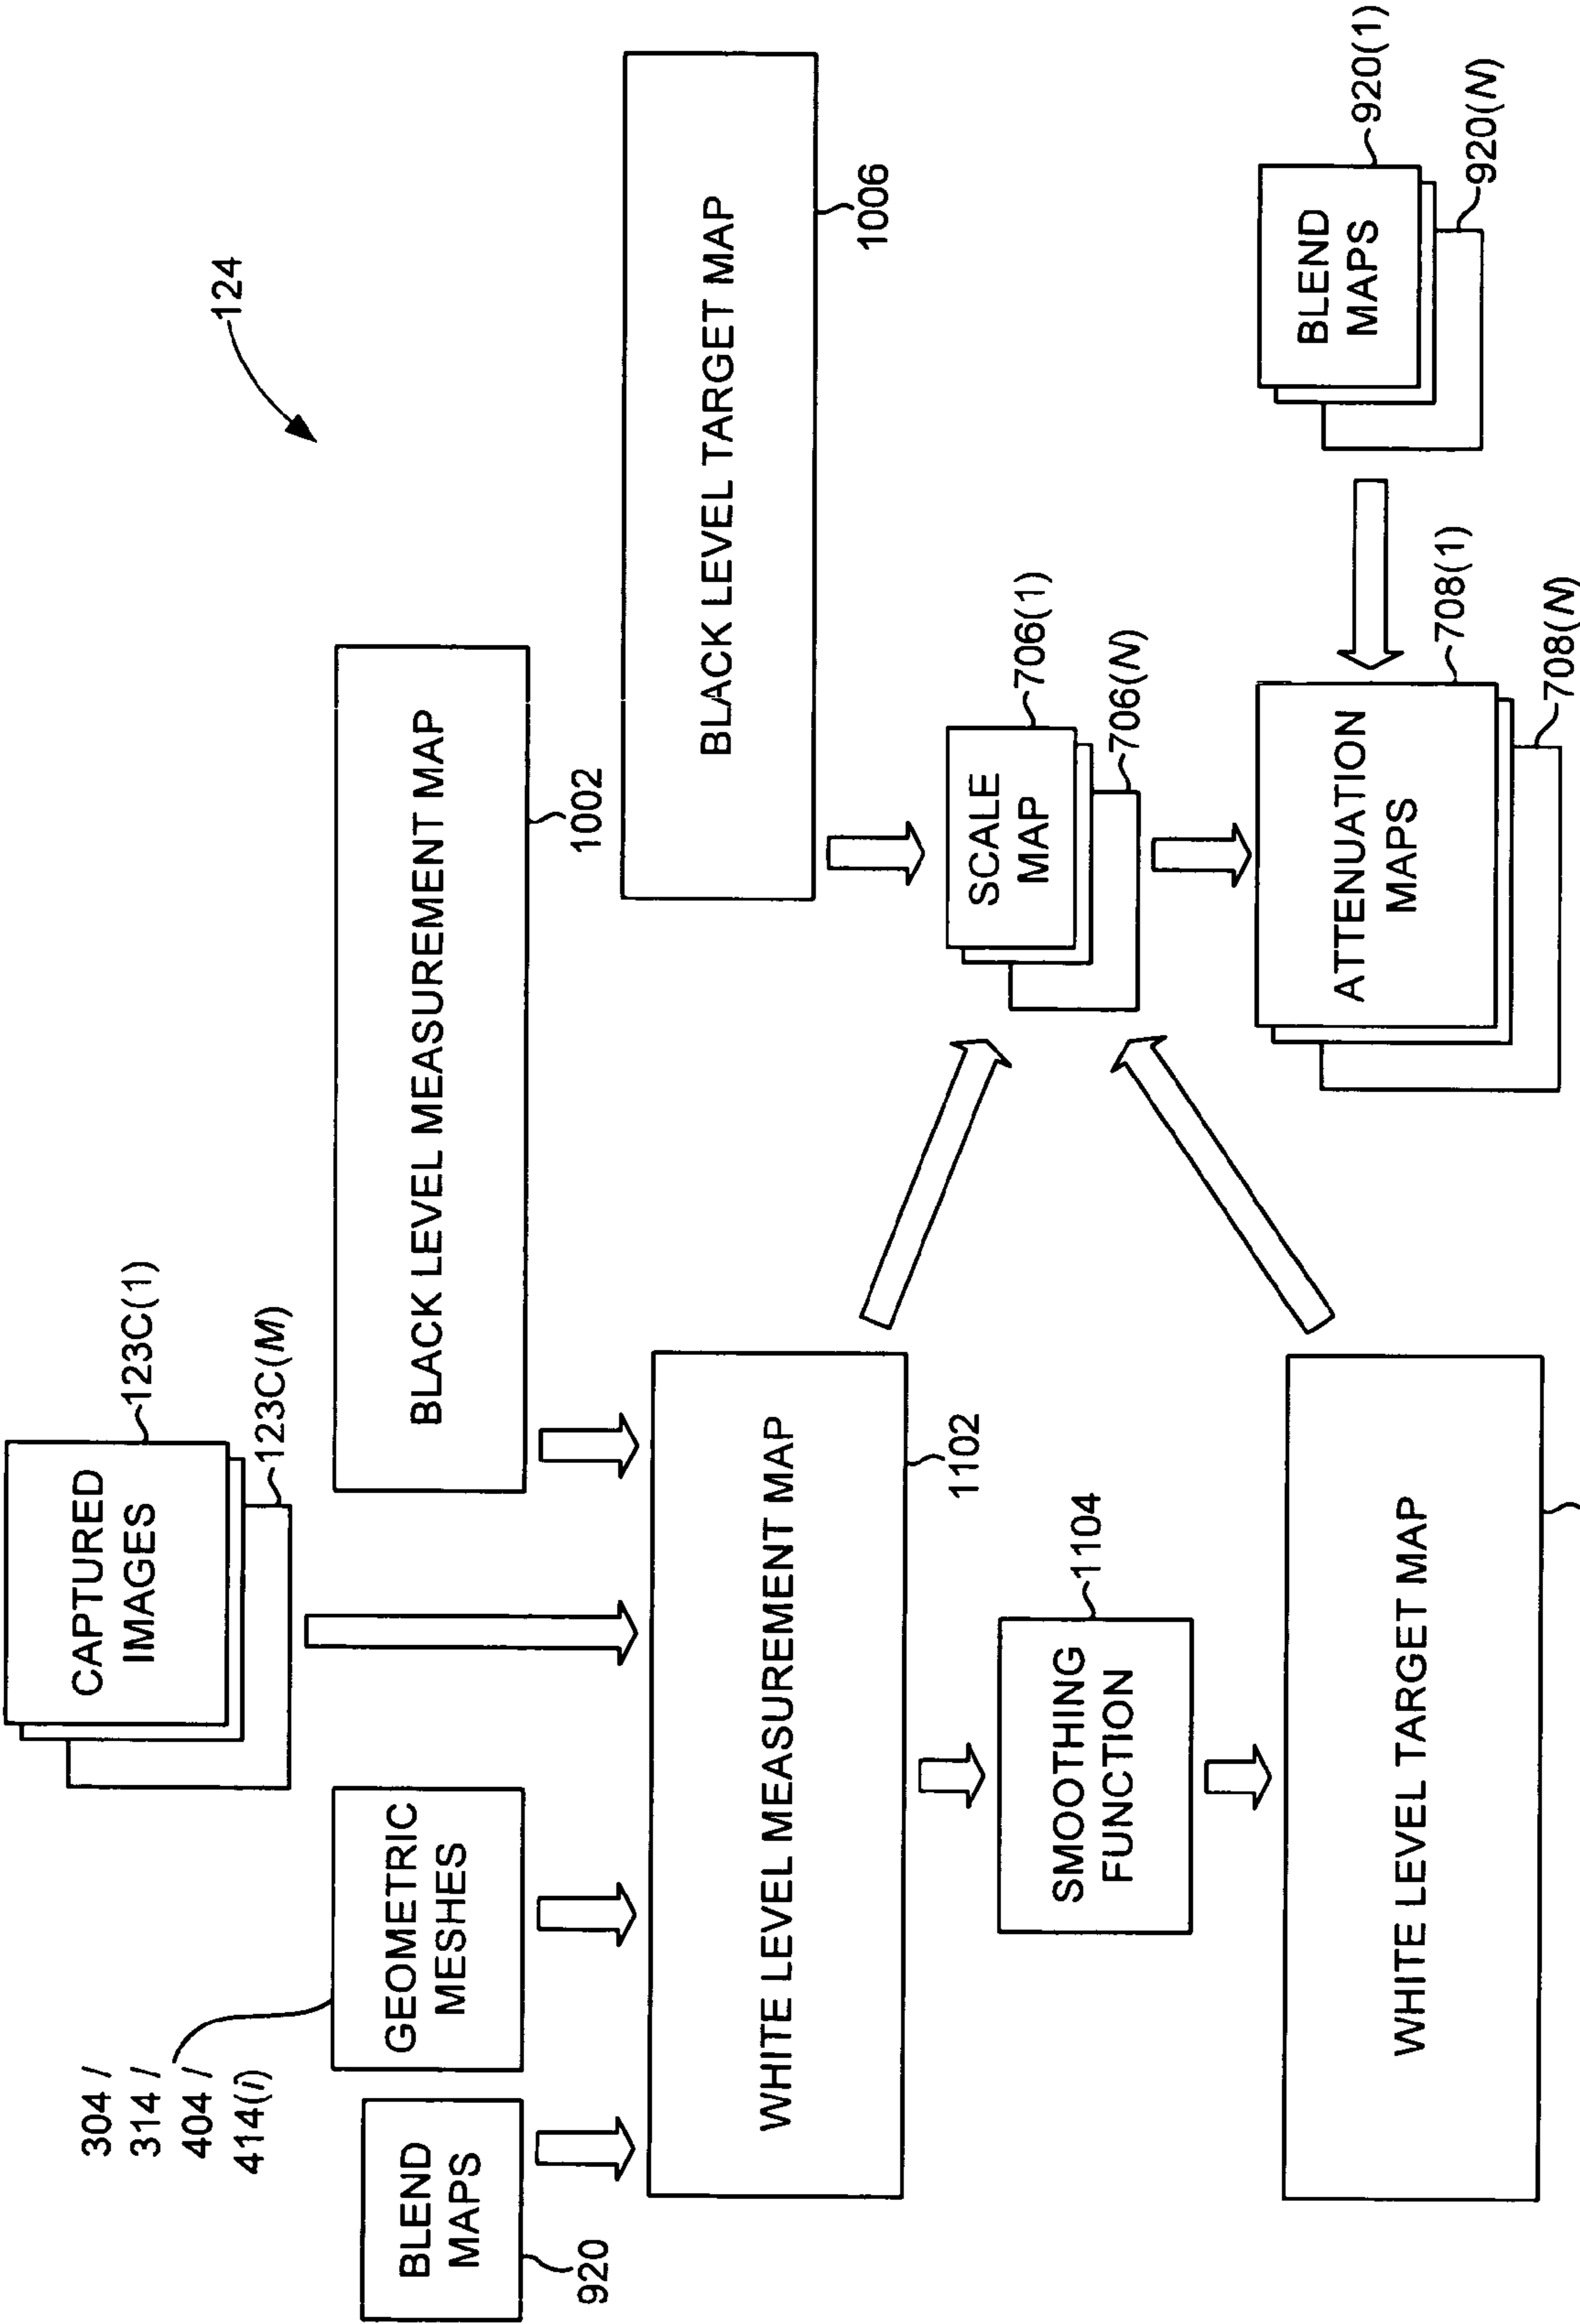 124
CAPTURED
IMAGES
123C(1)
123C(M)
304 /
314 /
404 /
414(i)
BLEND
MAPS
920
GEOMETRIC
MESHES
BLACK LEVEL MEASUREMENT MAP
1002
WHITE LEVEL MEASUREMENT MAP
1102
BLACK LEVEL TARGET MAP
1006
SMOOTHING
FUNCTION
1104
SCALE
MAP
706(1)
706(N)
WHITE LEVEL TARGET MAP
ATTENUATION
MAPS
708(1)
708(N)
BLEND
MAPS
920(1)
920(N)